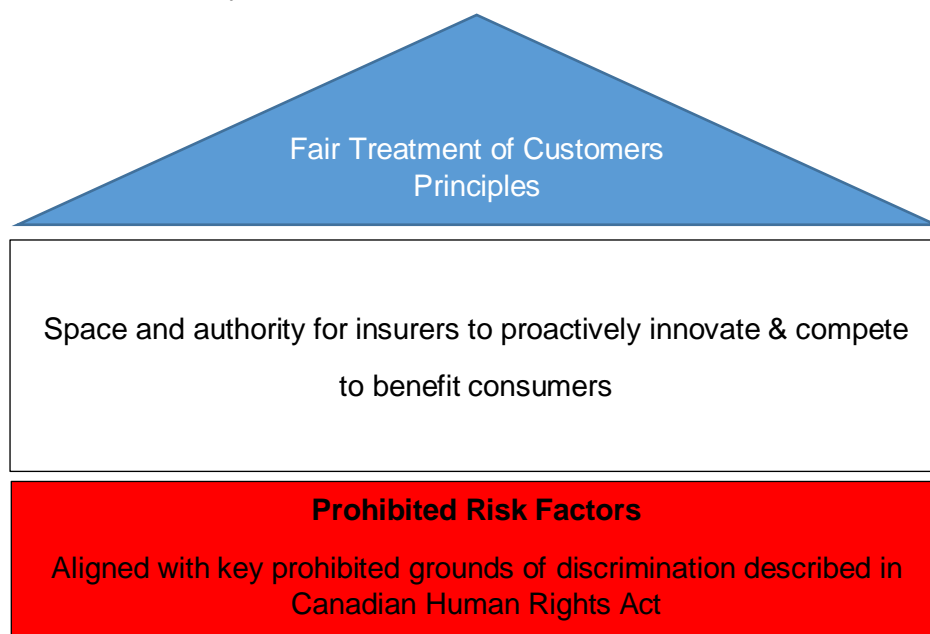 Fair Treatment of Customers
Principles
Space and authority for insurers to proactively innovate & compete
to benefit consumers
Prohibited Risk Factors
Aligned with key prohibited grounds of discrimination described in
Canadian Human Rights Act